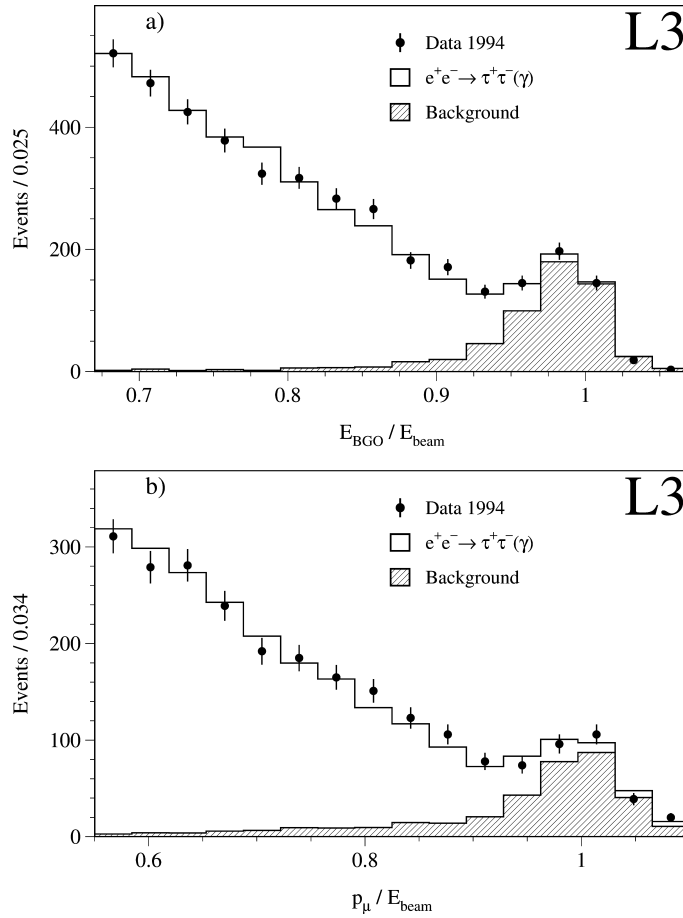 a)
L3
Data 1994
e⁺e⁻→ τ⁺τ⁻(γ)
Background
Events / 0.025
400
200
0
0.7 0.8 0.9 1
E_BGO / E_beam
b)
L3
Data 1994
e⁺e⁻→ τ⁺τ⁻(γ)
Background
Events / 0.034
300
200
100
0
0.6 0.8 1
p_μ / E_beam